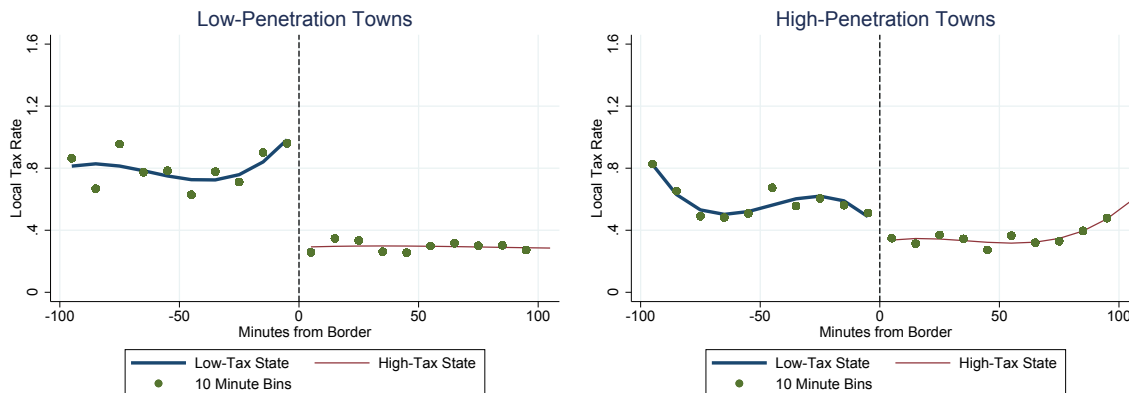 Low-Penetration Towns
Local Tax Rate
1.6
1.2
.8
.4
0
-100 -50 0 50 100
Minutes from Border
Low-Tax State High-Tax State
10 Minute Bins
High-Penetration Towns
Local Tax Rate
1.6
1.2
.8
.4
0
-100 -50 0 50 100
Minutes from Border
Low-Tax State High-Tax State
10 Minute Bins